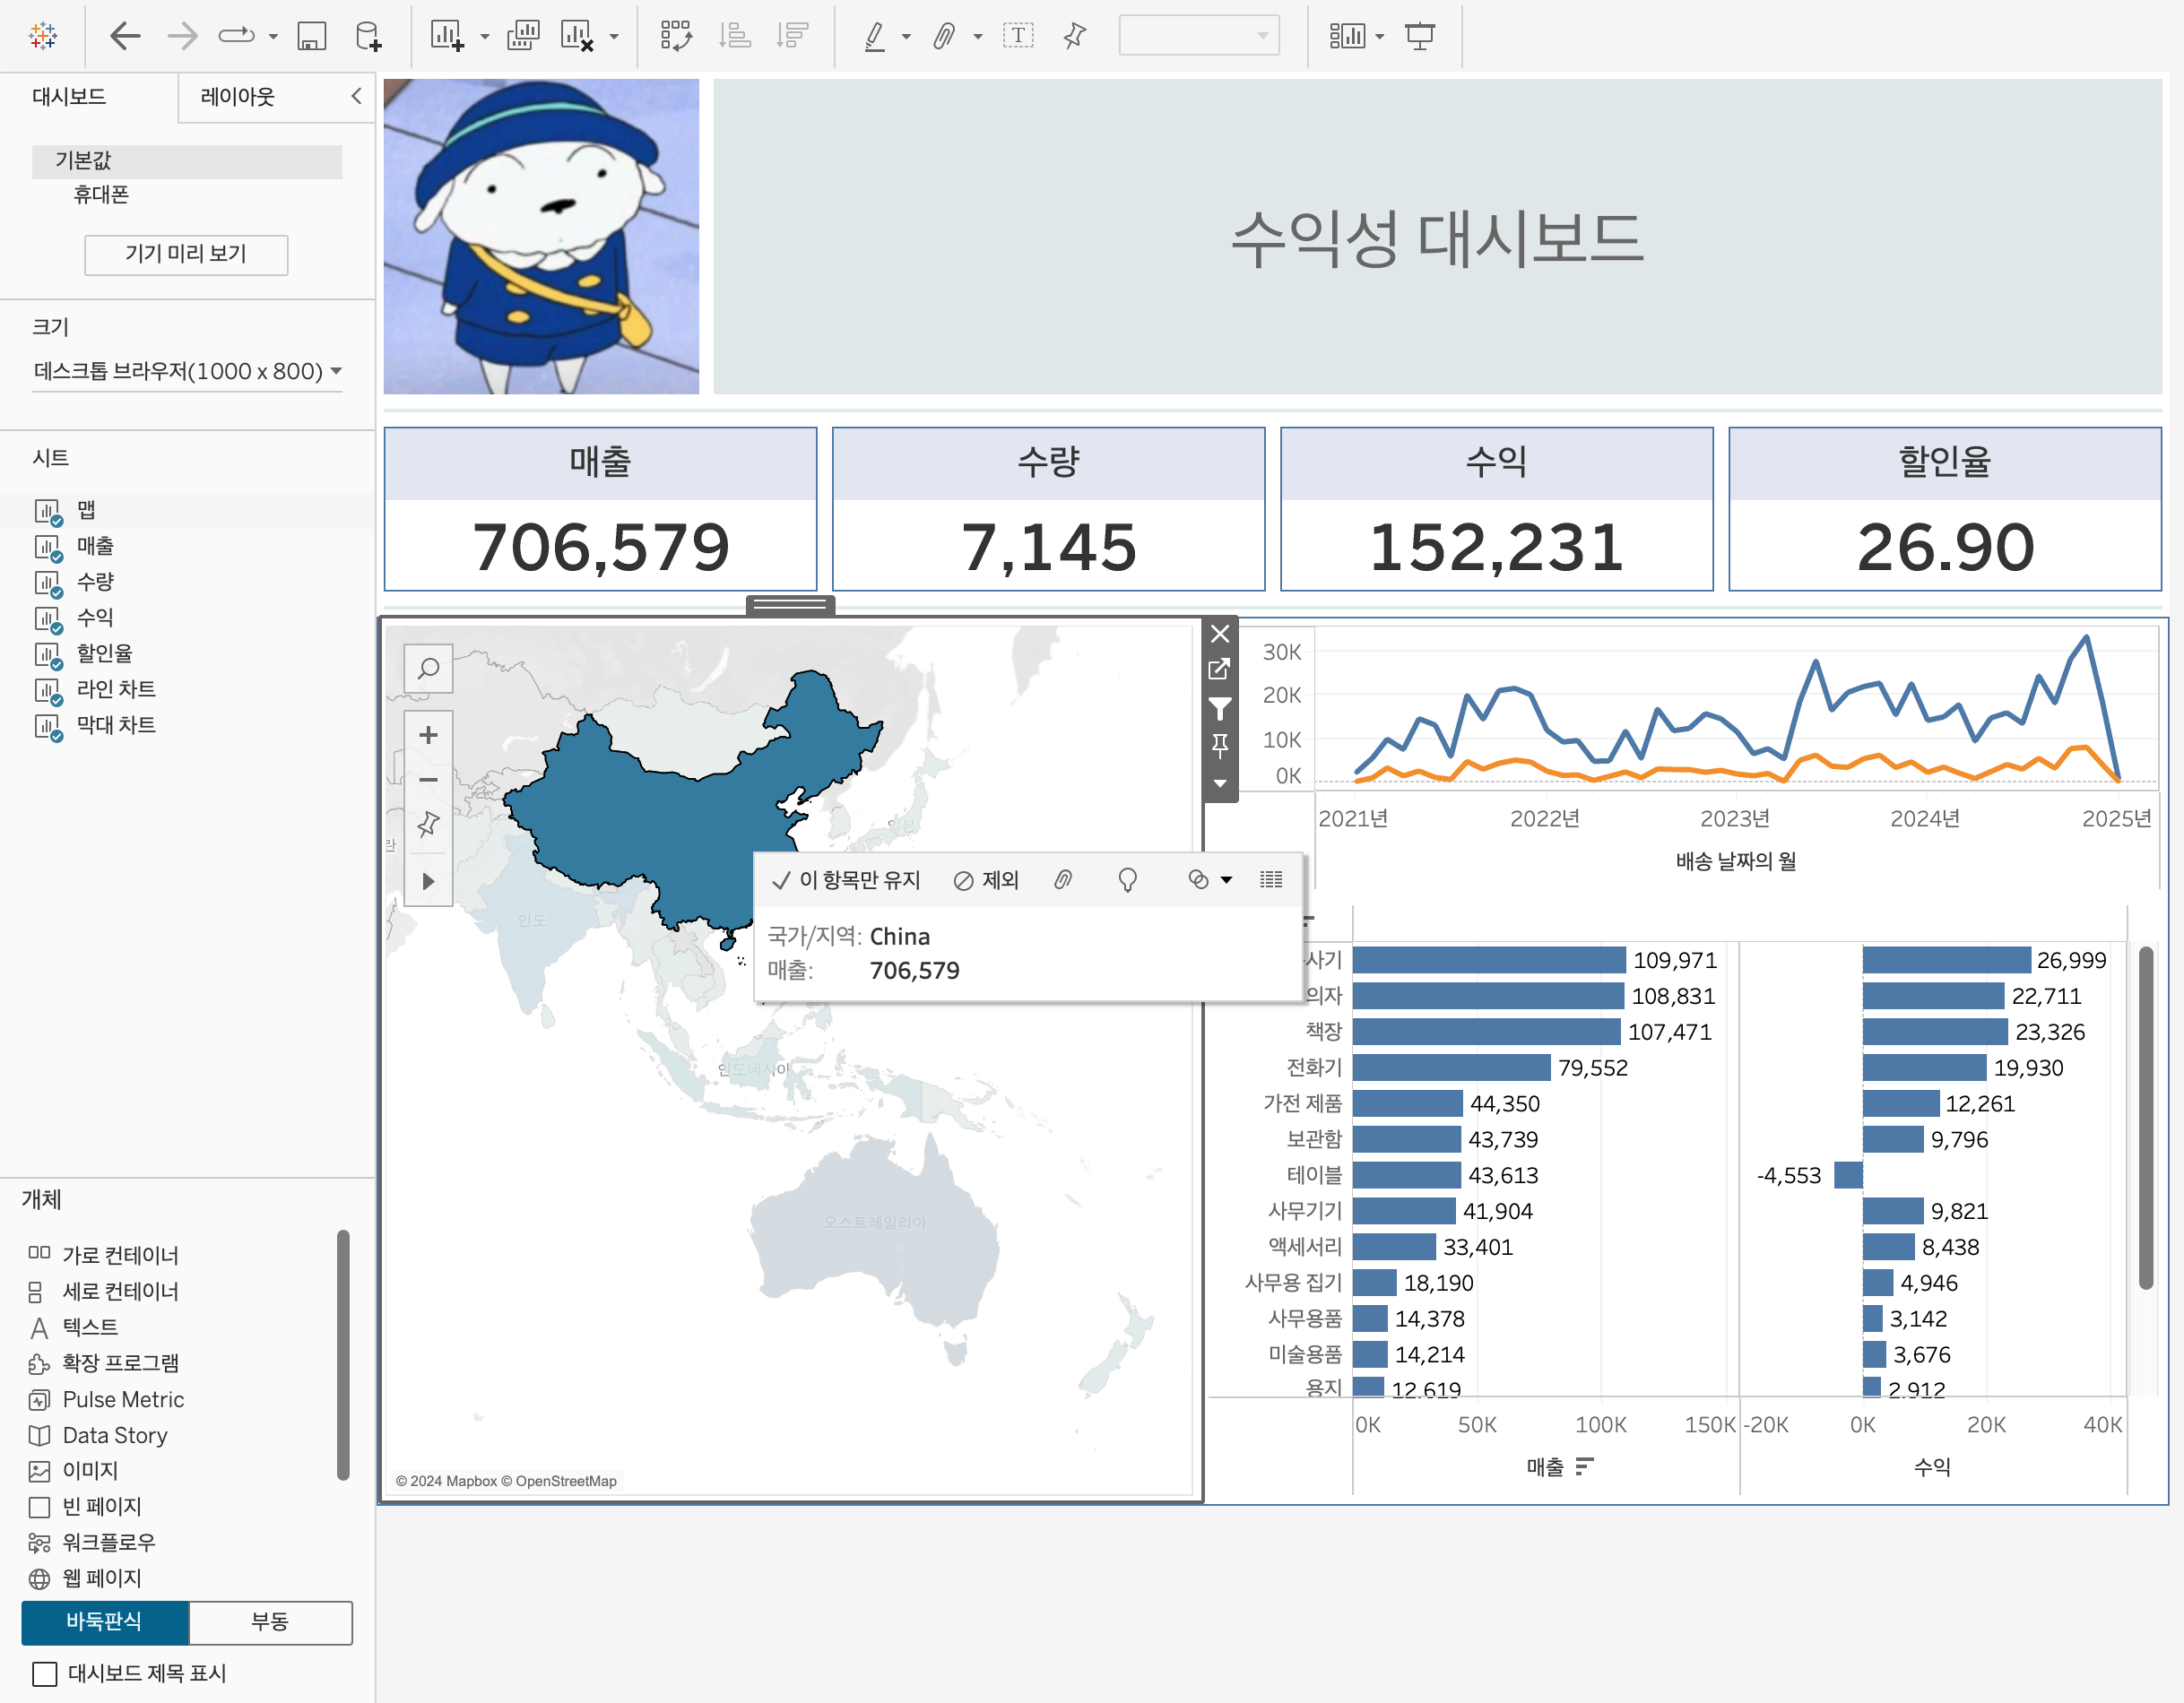 대시보드
레이아웃
기본값
휴대폰
기기 미리 보기
크기
데스크톱 브라우저(1000 x 800)
시트
맵
매출
수량
수익
할인율
라인 차트
막대 차트
개체
가로 컨테이너
세로 컨테이너
텍스트
확장 프로그램
Pulse Metric
Data Story
이미지
빈 페이지
워크플로우
웹 페이지
바둑판식
부동
대시보드 제목 표시
수익성 대시보드
매출
706,579
수량
7,145
수익
152,231
할인율
26.90
란
일본
인도
인도네시아
오스트레일리아
© 2024 Mapbox © OpenStreetMap
이 항목만 유지
제외
국가/지역: China
매출: 706,579
30K
20K
10K
0K
2021년 2022년 2023년 2024년 2025년
배송 날짜의 월
사기 109,971 26,999
의자 108,831 22,711
책장 107,471 23,326
전화기 79,552 19,930
가전 제품 44,350 12,261
보관함 43,739 9,796
테이블 43,613 -4,553
사무기기 41,904 9,821
액세서리 33,401 8,438
사무용 집기 18,190 4,946
사무용품 14,378 3,142
미술용품 14,214 3,676
용지 12,619 2,912
0K 50K 100K 150K -20K 0K 20K 40K
매출 수익